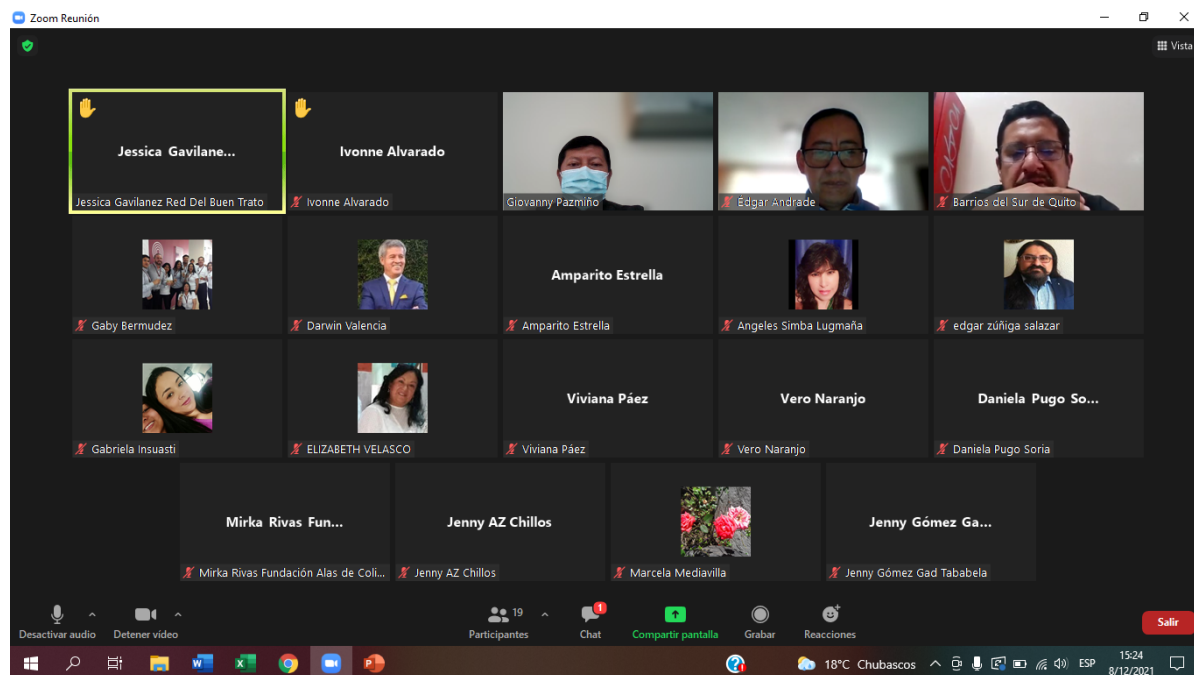 Zoom Reunión
Vista
Jessica Gavilane...
Jessica Gavilanez Red Del Buen Trato
Ivonne Alvarado
Ivonne Alvarado
Giovanny Pazmiño
Edgar Andrade
Barrios del Sur de Quito
Gaby Bermudez
Darwin Valencia
Amparito Estrella
Amparito Estrella
Angeles Simba Lugmaña
edgar zúñiga salazar
Gabriela Insuasti
ELIZABETH VELASCO
Viviana Páez
Viviana Páez
Vero Naranjo
Vero Naranjo
Daniela Pugo So...
Daniela Pugo Soria
Mirka Rivas Fun...
Mirka Rivas Fundación Alas de Coli...
Jenny AZ Chillos
Jenny AZ Chillos
Marcela Mediavilla
Jenny Gómez Ga...
Jenny Gómez Gad Tababela
Desactivar audio
Detener video
19
Participantes
1
Chat
Compartir pantalla
Grabar
Reacciones
Salir
18°C Chubascos
ESP
15:24
8/12/2021